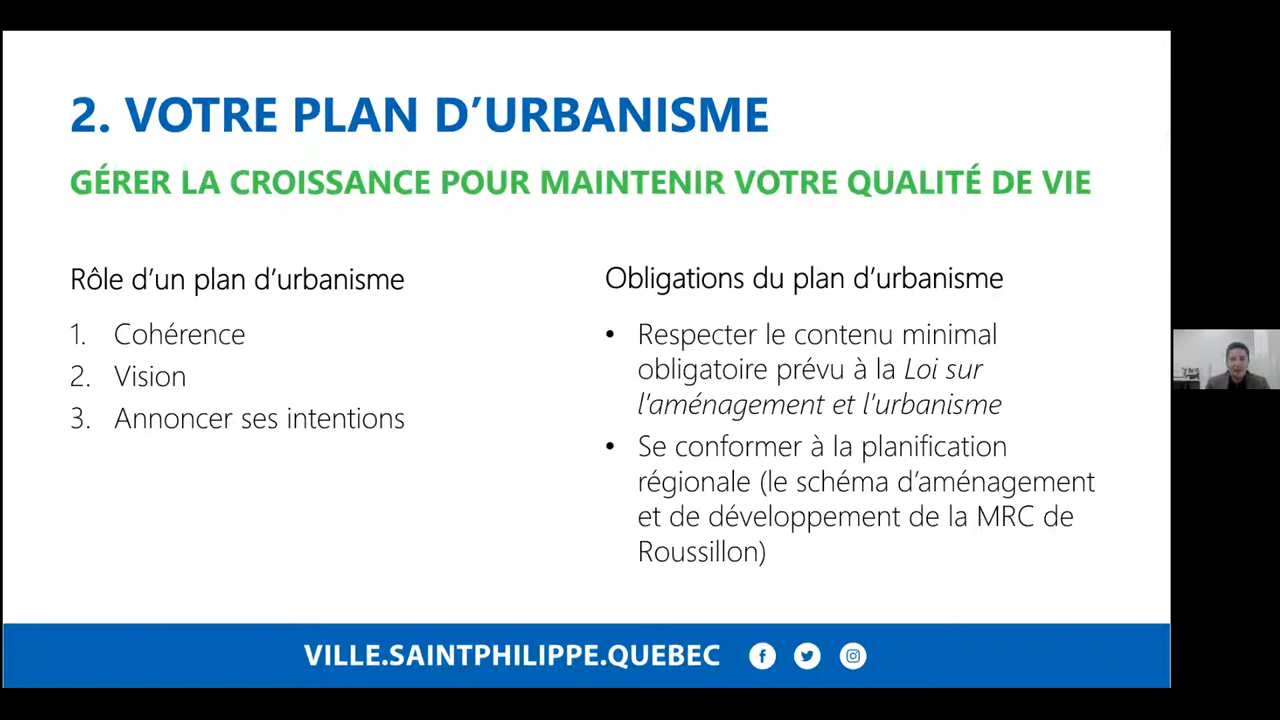 2. VOTRE PLAN D’URBANISME
GÉRER LA CROISSANCE POUR MAINTENIR VOTRE QUALITÉ DE VIE
Rôle d’un plan d’urbanisme
1. Cohérence
2. Vision
3. Annoncer ses intentions
Obligations du plan d’urbanisme
• Respecter le contenu minimal
obligatoire prévu à la Loi sur
l’aménagement et l’urbanisme
• Se conformer à la planification
régionale (le schéma d’aménagement
et de développement de la MRC de
Roussillon)
VILLE.SAINTPHILIPPE.QUEBEC